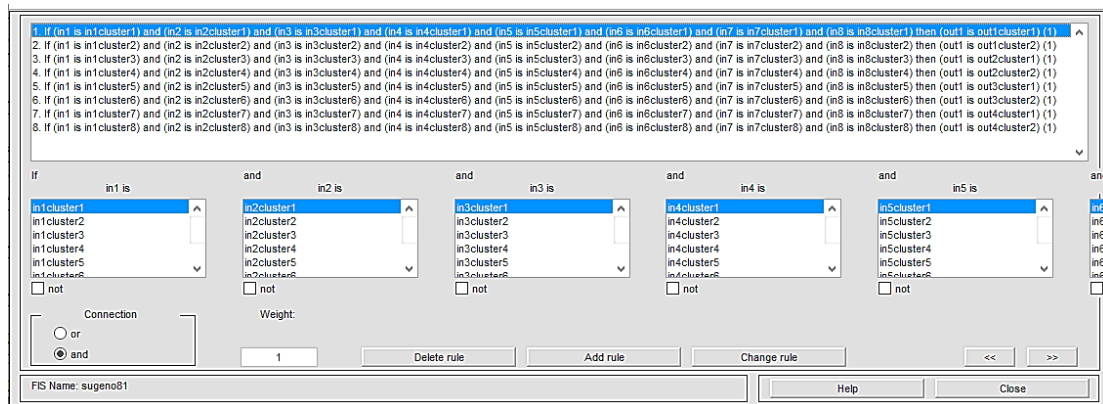 1. If (in1 is in1cluster1) and (in2 is in2cluster1) and (in3 is in3cluster1) and (in4 is in4cluster1) and (in5 is in5cluster1) and (in6 is in6cluster1) and (in7 is in7cluster1) and (in8 is in8cluster1) then (out1 is out1cluster1) (1)
2. If (in1 is in1cluster2) and (in2 is in2cluster2) and (in3 is in3cluster2) and (in4 is in4cluster2) and (in5 is in5cluster2) and (in6 is in6cluster2) and (in7 is in7cluster2) and (in8 is in8cluster2) then (out1 is out1cluster2) (1)
3. If (in1 is in1cluster3) and (in2 is in2cluster3) and (in3 is in3cluster3) and (in4 is in4cluster3) and (in5 is in5cluster3) and (in6 is in6cluster3) and (in7 is in7cluster3) and (in8 is in8cluster3) then (out1 is out2cluster1) (1)
4. If (in1 is in1cluster4) and (in2 is in2cluster4) and (in3 is in3cluster4) and (in4 is in4cluster4) and (in5 is in5cluster4) and (in6 is in6cluster4) and (in7 is in7cluster4) and (in8 is in8cluster4) then (out1 is out2cluster2) (1)
5. If (in1 is in1cluster5) and (in2 is in2cluster5) and (in3 is in3cluster5) and (in4 is in4cluster5) and (in5 is in5cluster5) and (in6 is in6cluster5) and (in7 is in7cluster5) and (in8 is in8cluster5) then (out1 is out3cluster1) (1)
6. If (in1 is in1cluster6) and (in2 is in2cluster6) and (in3 is in3cluster6) and (in4 is in4cluster6) and (in5 is in5cluster6) and (in6 is in6cluster6) and (in7 is in7cluster6) and (in8 is in8cluster6) then (out1 is out3cluster2) (1)
7. If (in1 is in1cluster7) and (in2 is in2cluster7) and (in3 is in3cluster7) and (in4 is in4cluster7) and (in5 is in5cluster7) and (in6 is in6cluster7) and (in7 is in7cluster7) and (in8 is in8cluster7) then (out1 is out4cluster1) (1)
8. If (in1 is in1cluster8) and (in2 is in2cluster8) and (in3 is in3cluster8) and (in4 is in4cluster8) and (in5 is in5cluster8) and (in6 is in6cluster8) and (in7 is in7cluster8) and (in8 is in8cluster8) then (out1 is out4cluster2) (1)
If and and and and
in1 is in2 is in3 is in4 is in5 is
in1cluster1 in2cluster1 in3cluster1 in4cluster1 in5cluster1
in1cluster2 in2cluster2 in3cluster2 in4cluster2 in5cluster2
in1cluster3 in2cluster3 in3cluster3 in4cluster3 in5cluster3
in1cluster4 in2cluster4 in3cluster4 in4cluster4 in5cluster4
in1cluster5 in2cluster5 in3cluster5 in4cluster5 in5cluster5
in1cluster6 in2cluster6 in3cluster6 in4cluster6 in5cluster6
not not not not not
Connection Weight:
or
and 1 Delete rule Add rule Change rule << >>
FIS Name: sugeno81 Help Close